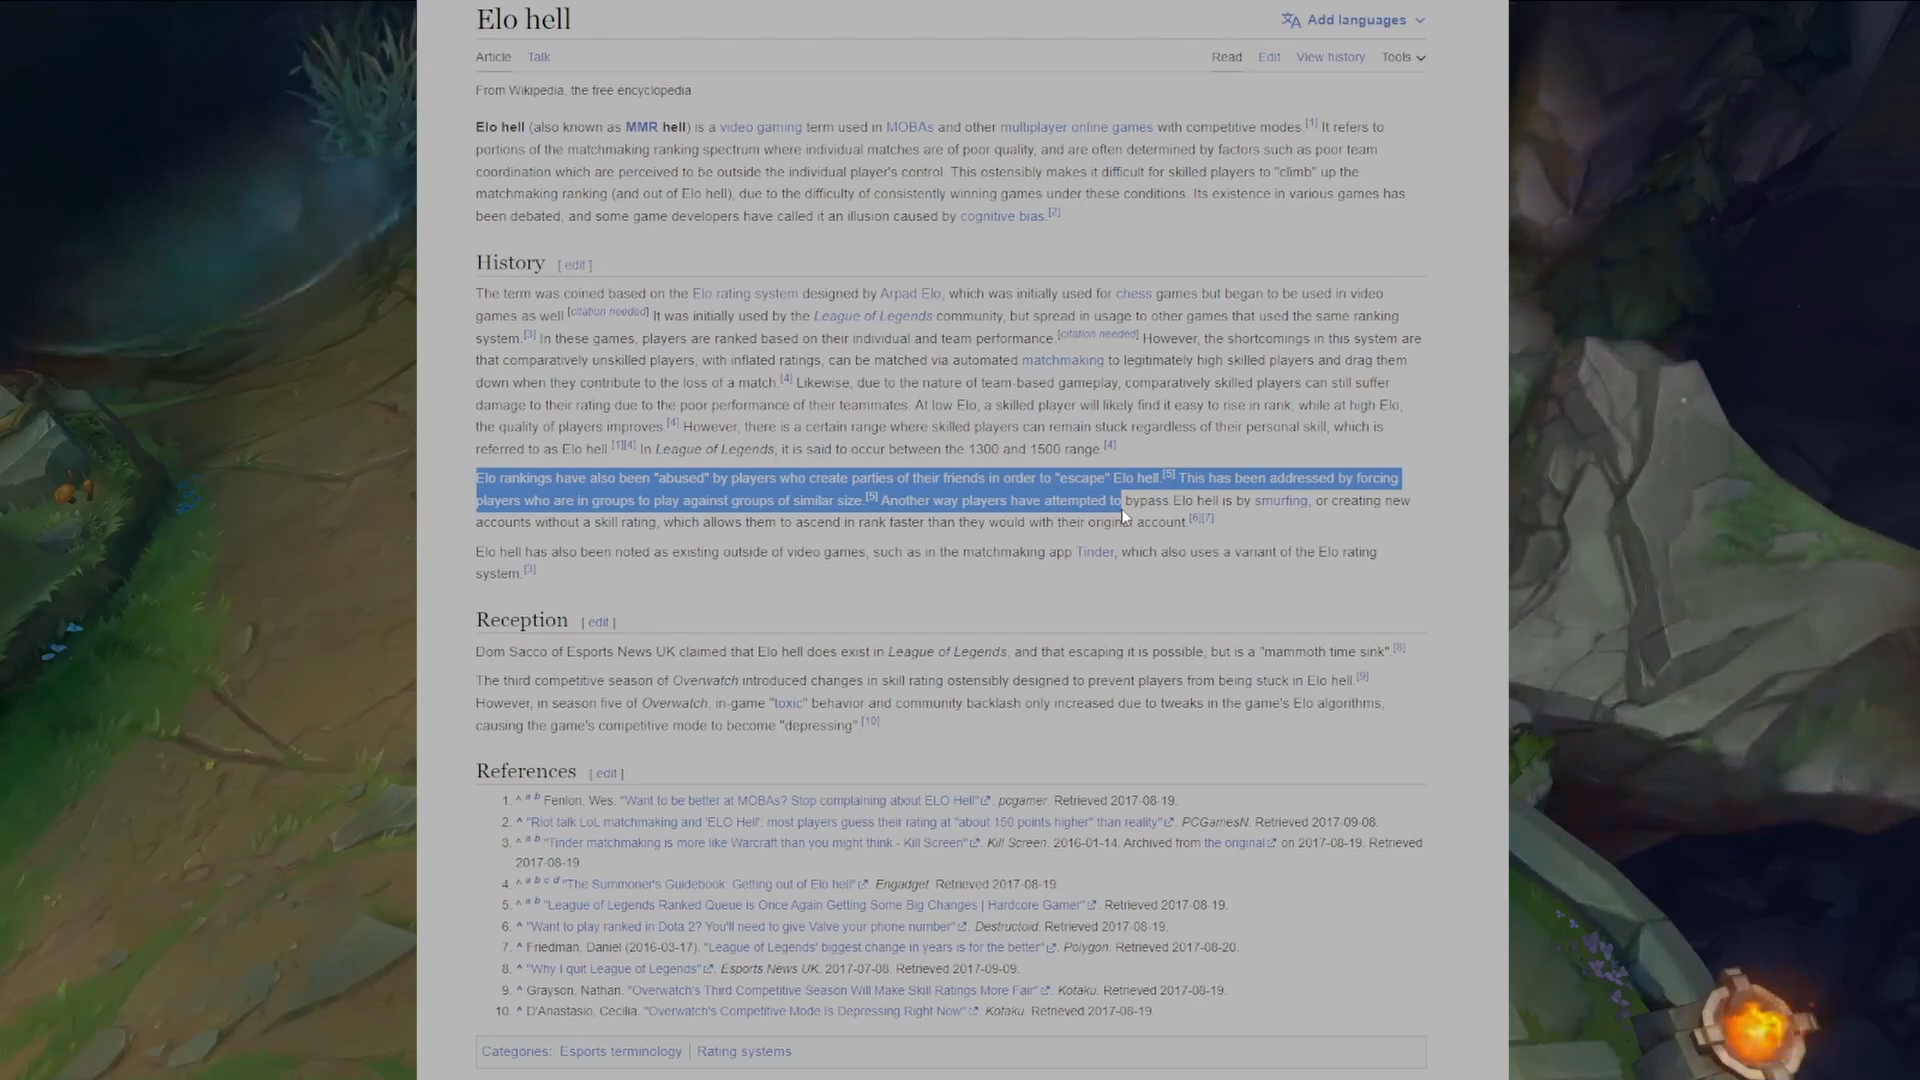 Elo hell
Add languages
Article Talk
Read Edit View history Tools
From Wikipedia, the free encyclopedia
Elo hell (also known as MMR hell) is a video gaming term used in MOBAs and other multiplayer online games with competitive modes.[1] It refers to
portions of the matchmaking ranking spectrum where individual matches are of poor quality, and are often determined by factors such as poor team
coordination which are perceived to be outside the individual player's control. This ostensibly makes it difficult for skilled players to "climb" up the
matchmaking ranking (and out of Elo hell), due to the difficulty of consistently winning games under these conditions. Its existence in various games has
been debated, and some game developers have called it an illusion caused by cognitive bias.[2]
History [ edit ]
The term was coined based on the Elo rating system designed by Arpad Elo, which was initially used for chess games but began to be used in video
games as well.[citation needed] It was initially used by the League of Legends community, but spread in usage to other games that used the same ranking
system.[3] In these games, players are ranked based on their individual and team performance.[citation needed] However, the shortcomings in this system are
that comparatively unskilled players, with inflated ratings, can be matched via automated matchmaking to legitimately high skilled players and drag them
down when they contribute to the loss of a match.[4] Likewise, due to the nature of team-based gameplay, comparatively skilled players can still suffer
damage to their rating due to the poor performance of their teammates. At low Elo, a skilled player will likely find it easy to rise in rank, while at high Elo,
the quality of players improves.[4] However, there is a certain range where skilled players can remain stuck regardless of their personal skill, which is
referred to as Elo hell.[1][4] In League of Legends, it is said to occur between the 1300 and 1500 range.[4]
Elo rankings have also been "abused" by players who create parties of their friends in order to "escape" Elo hell.[5] This has been addressed by forcing
players who are in groups to play against groups of similar size.[5] Another way players have attempted to bypass Elo hell is by smurfing, or creating new
accounts without a skill rating, which allows them to ascend in rank faster than they would with their original account.[6][7]
Elo hell has also been noted as existing outside of video games, such as in the matchmaking app Tinder, which also uses a variant of the Elo rating
system.[3]
Reception [ edit ]
Dom Sacco of Esports News UK claimed that Elo hell does exist in League of Legends, and that escaping it is possible, but is a "mammoth time sink".[8]
The third competitive season of Overwatch introduced changes in skill rating ostensibly designed to prevent players from being stuck in Elo hell.[9]
However, in season five of Overwatch, in-game "toxic" behavior and community backlash only increased due to tweaks in the game's Elo algorithms,
causing the game's competitive mode to become "depressing".[10]
References [ edit ]
1. ^ a b Fenlon, Wes. "Want to be better at MOBAs? Stop complaining about ELO Hell". pcgamer. Retrieved 2017-08-19.
2. ^ "Riot talk LoL matchmaking and 'ELO Hell': most players guess their rating at "about 150 points higher" than reality". PCGamesN. Retrieved 2017-09-08.
3. ^ a b "Tinder matchmaking is more like Warcraft than you might think - Kill Screen". Kill Screen. 2016-01-14. Archived from the original on 2017-08-19. Retrieved
2017-08-19.
4. ^ a b c d "The Summoner's Guidebook: Getting out of Elo hell". Engadget. Retrieved 2017-08-19.
5. ^ a b "League of Legends Ranked Queue is Once Again Getting Some Big Changes | Hardcore Gamer". Retrieved 2017-08-19.
6. ^ "Want to play ranked in Dota 2? You'll need to give Valve your phone number". Destructoid. Retrieved 2017-08-19.
7. ^ Friedman, Daniel (2016-03-17). "League of Legends' biggest change in years is for the better". Polygon. Retrieved 2017-08-20.
8. ^ "Why I quit League of Legends". Esports News UK. 2017-07-08. Retrieved 2017-09-09.
9. ^ Grayson, Nathan. "Overwatch's Third Competitive Season Will Make Skill Ratings More Fair". Kotaku. Retrieved 2017-08-19.
10. ^ D'Anastasio, Cecilia. "Overwatch's Competitive Mode Is Depressing Right Now". Kotaku. Retrieved 2017-08-19.
Categories: Esports terminology | Rating systems